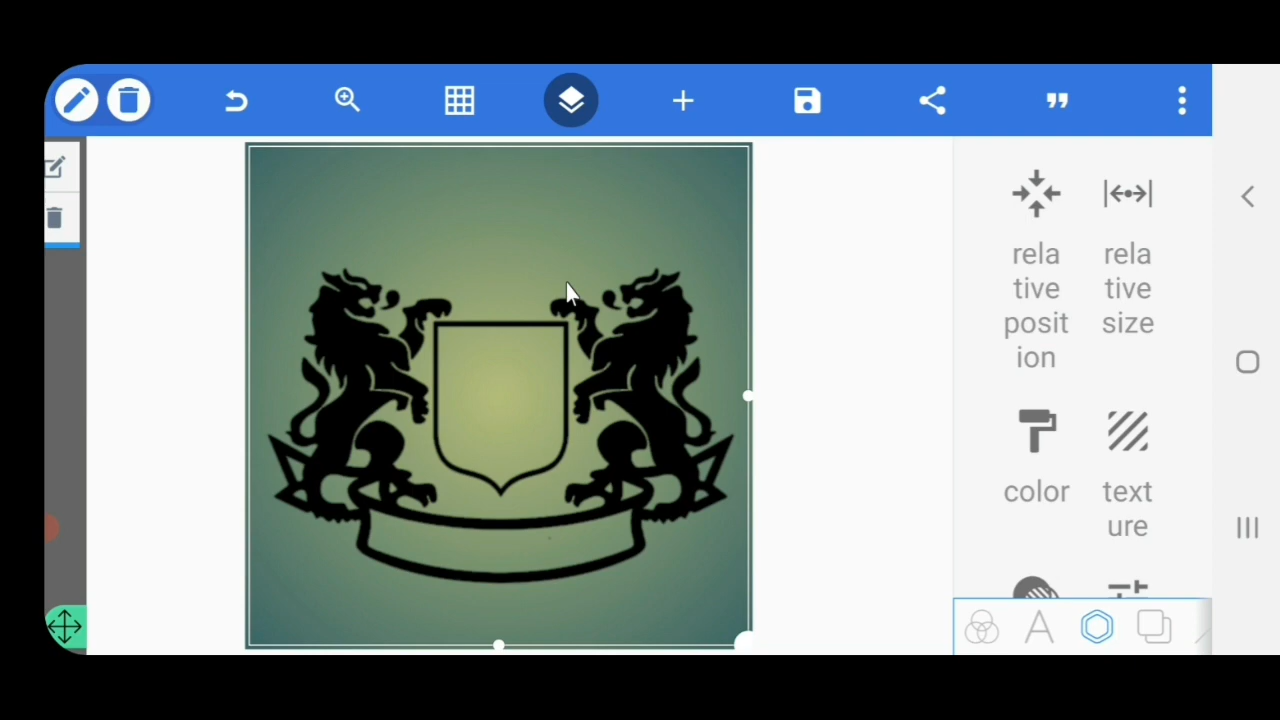 rela
tive
posit
ion
rela
tive
size
color
text
ure